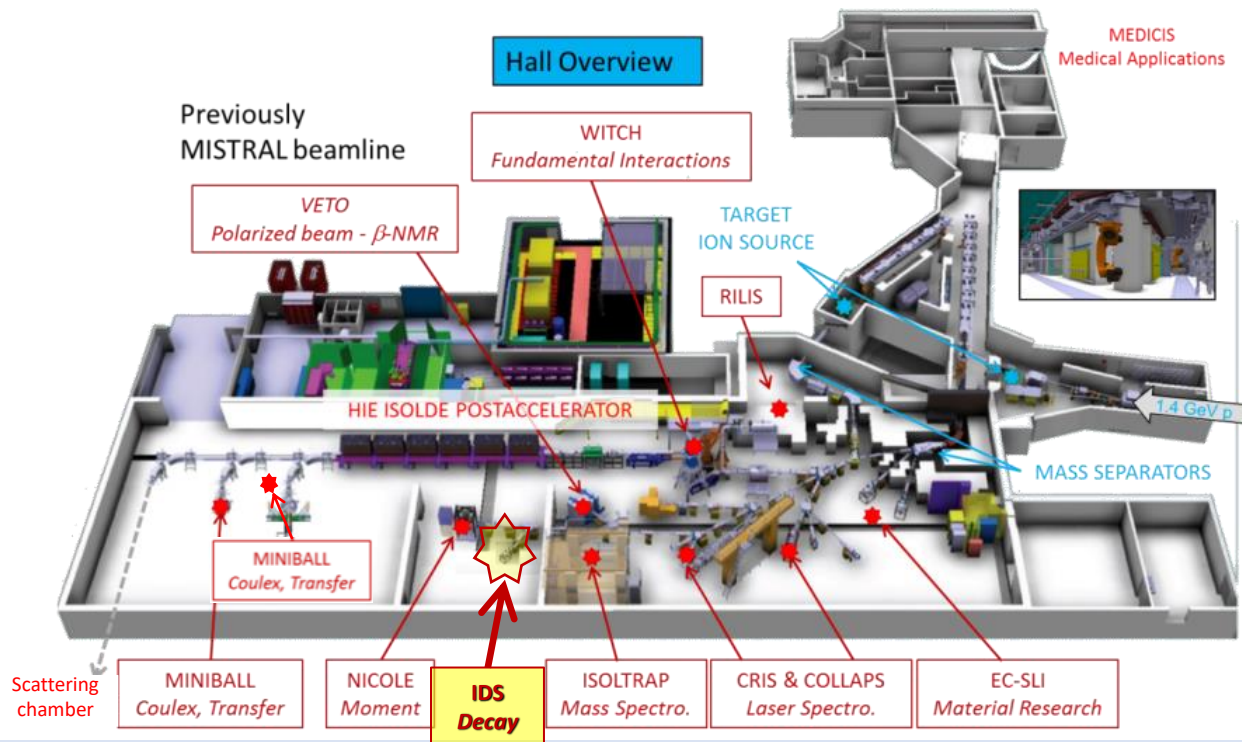 Hall Overview
MEDICIS
Medical Applications
Previously
MISTRAL beamline
WITCH
Fundamental Interactions
VETO
Polarized beam - β-NMR
TARGET
ION SOURCE
RILIS
HIE ISOLDE POSTACCELERATOR
1.4 GeV p
MASS SEPARATORS
MINIBALL
Coulex, Transfer
Scattering
chamber
MINIBALL
Coulex, Transfer
NICOLE
Moment
IDS
Decay
ISOLTRAP
Mass Spectro.
CRIS & COLLAPS
Laser Spectro.
EC-SLI
Material Research